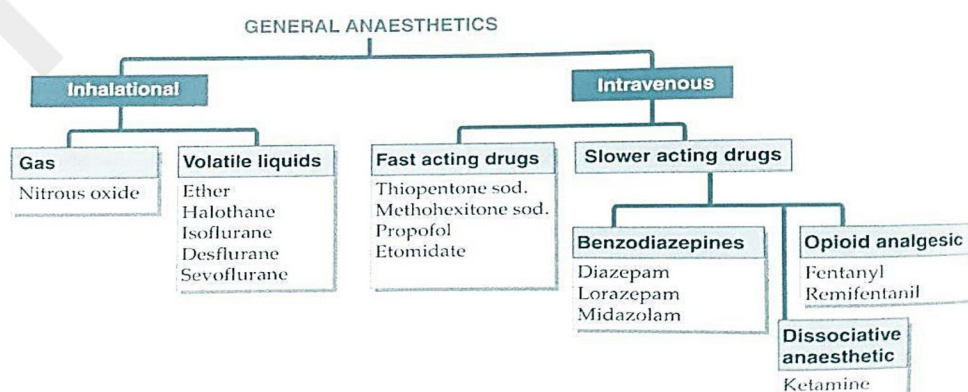 GENERAL ANAESTHETICS
Inhalational
Intravenous
Gas
Nitrous oxide
Volatile liquids
Ether
Halothane
Isoflurane
Desflurane
Sevoflurane
Fast acting drugs
Thiopentone sod.
Methohexitone sod.
Propofol
Etomidate
Slower acting drugs
Benzodiazepines
Diazepam
Lorazepam
Midazolam
Opioid analgesic
Fentanyl
Remifentanil
Dissociative
anaesthetic
Ketamine